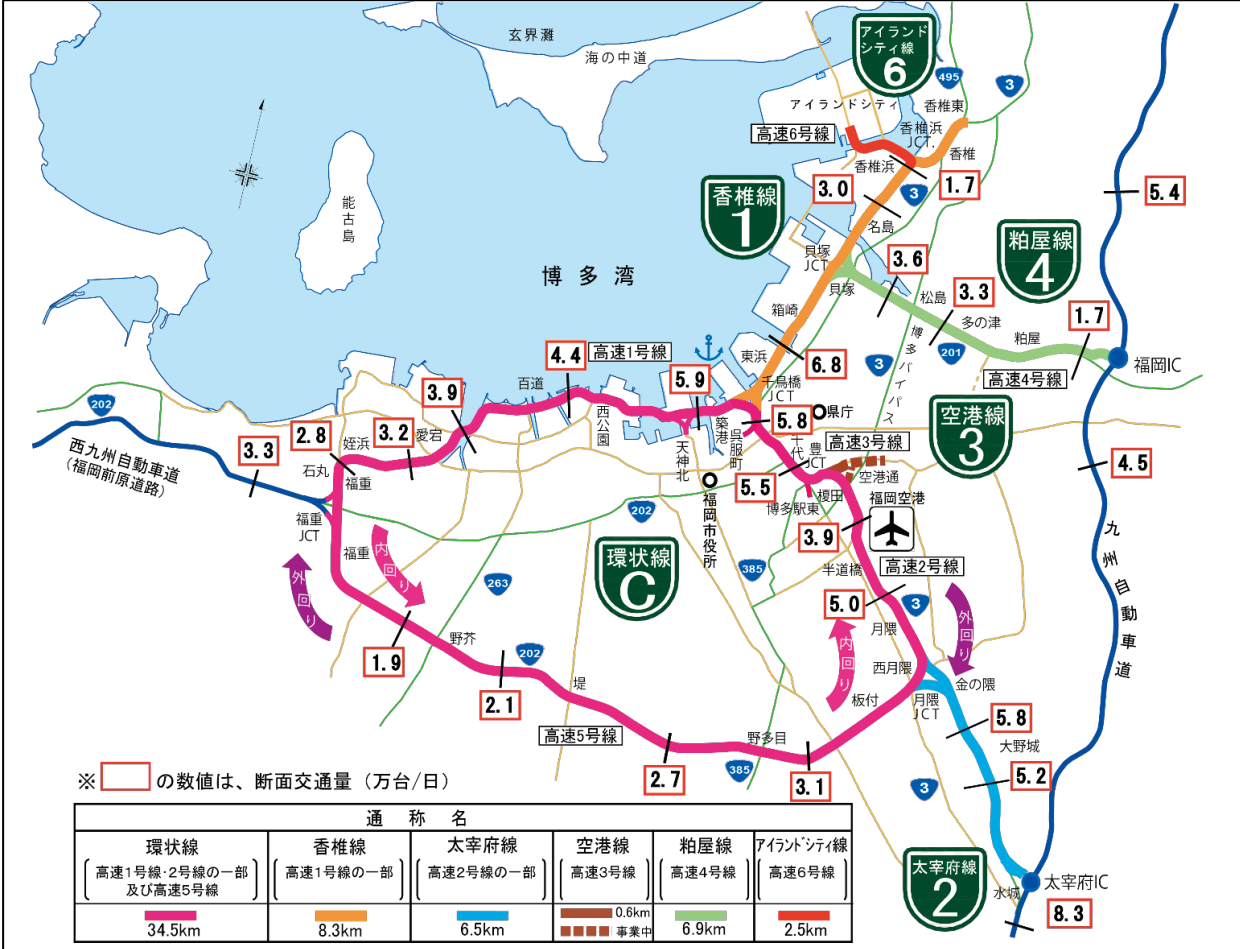 玄界灘
海の中道
アイランド
シティ線
6
495
3
アイランドシティ
香椎東
香椎浜
JCT.
高速6号線
香椎浜
香椎
能古島
3.0
3
1.7
5.4
香椎線
1
名島
粕屋線
4
貝塚
JCT
3.6
博多湾
貝塚
松島
3.3
箱崎
多の津
1.7
粕屋
博多バイパス
201
福岡IC
4.4
高速1号線
東浜
6.8
3
高速4号線
百道
5.9
千鳥橋
JCT
202
3.9
西公園
県庁
空港線
3
2.8
3.2
愛宕
築港
呉服町
5.8
西九州自動車道
(福岡前原道路)
3.3
姪浜
石丸
福重
天神北
千代
高速3号線
豊
JCT
4.5
5.5
空港通
榎田
福岡市役所
博多駅東
福岡空港
福重
JCT
202
3.9
九州自動車道
福重
内回り
環状線
C
385
半道橋
高速2号線
外回り
263
5.0
3
外回り
内回り
月隈
1.9
野芥
202
西月隈
2.1
堤
板付
月隈
JCT
金の隈
5.8
高速5号線
野多目
大野城
2.7
385
3.1
3
5.2
※ の数値は、断面交通量(万台/日)
太宰府線
2
水城
太宰府IC
8.3
通称名
環状線
高速1号線・2号線の一部
及び高速5号線
34.5km
香椎線
高速1号線の一部
8.3km
太宰府線
高速2号線の一部
6.5km
空港線
高速3号線
0.6km
事業中
粕屋線
高速4号線
6.9km
アイランドシティ線
高速6号線
2.5km